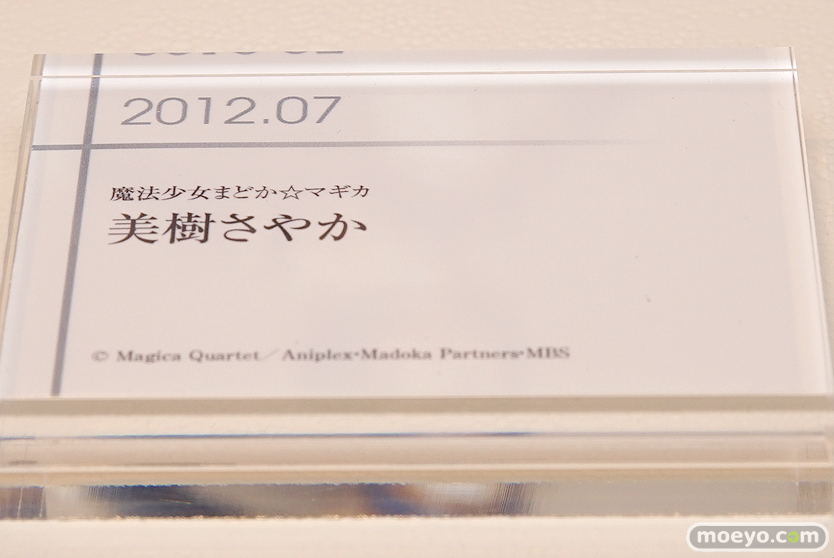 2012.07
魔法少女まどか☆マギカ
美樹さやか
© Magica Quartet／Aniplex・Madoka Partners・MBS
moeyo.com